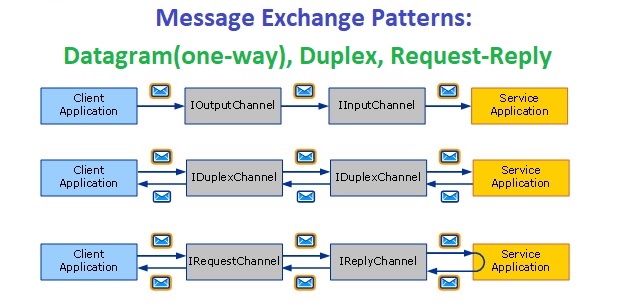 Message Exchange Patterns:
Datagram(one-way), Duplex, Request-Reply
Client
Application
IOutputChannel
IInputChannel
Service
Application
Client
Application
IDuplexChannel
IDuplexChannel
Service
Application
Client
Application
IRequestChannel
IReplyChannel
Service
Application